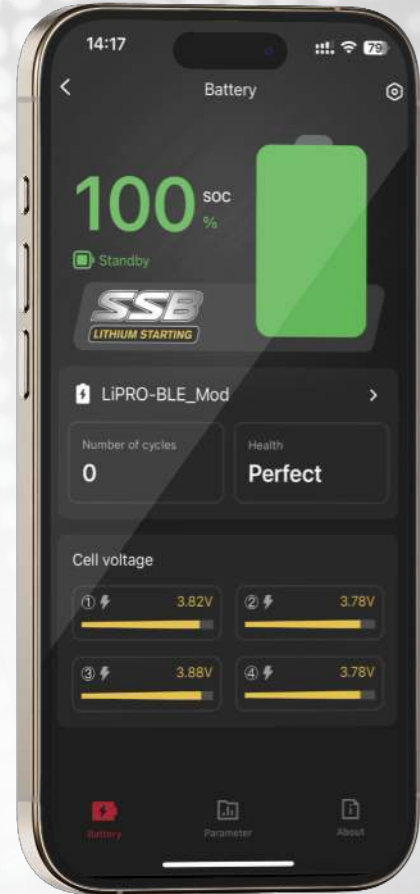 14:17
79
Battery
100 SOC
%
Standby
SSB
LITHIUM STARTING
LiPRO-BLE_Mod
Number of cycles
0
Health
Perfect
Cell voltage
① 3.82V
② 3.78V
③ 3.88V
④ 3.78V
Battery
Parameter
About